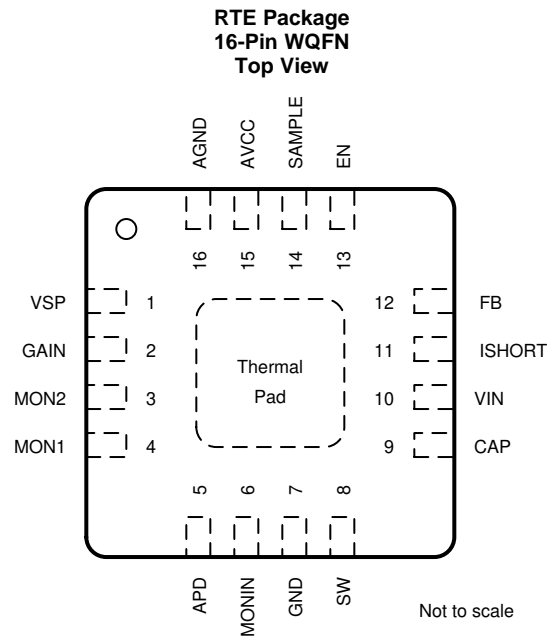 RTE Package
16-Pin WQFN
Top View
AGND
AVCC
SAMPLE
EN
16
15
14
13
VSP 1
GAIN 2
MON2 3
MON1 4
Thermal
Pad
12 FB
11 ISHORT
10 VIN
9 CAP
5
6
7
8
APD
MONIN
GND
SW
Not to scale